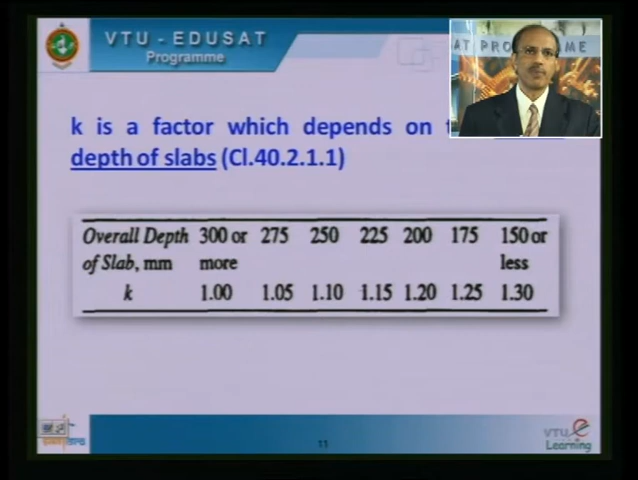 VTU - EDUSAT
Programme
AT PROGRAMME
k is a factor which depends on
depth of slabs (Cl.40.2.1.1)
Overall Depth 300 or 275 250 225 200 175 150 or
of Slab, mm more less
k 1.00 1.05 1.10 1.15 1.20 1.25 1.30
11
VTU e
Learning